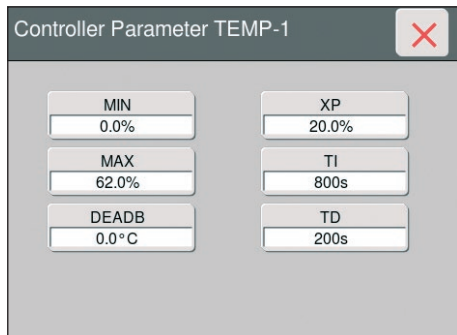 Controller Parameter TEMP-1
MIN
0.0%
XP
20.0%
MAX
62.0%
TI
800s
DEADB
0.0°C
TD
200s